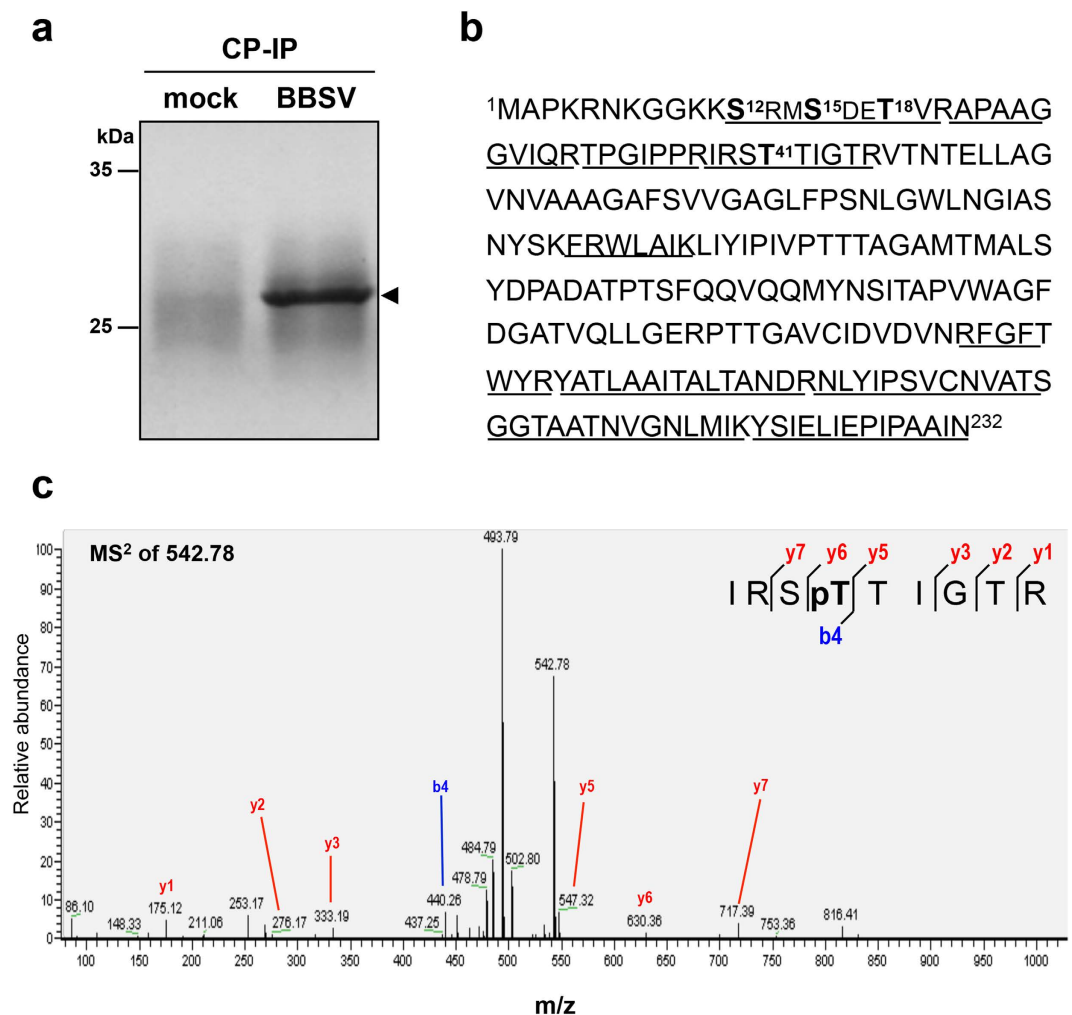 a
CP-IP
mock BBSV
kDa
35
25
b
¹MAPKRNKGGKKS¹²RMS¹⁵DET¹⁸VRAPAAG
GVIQRTPGIPPRIRST⁴¹TIGTRVTNTELLAG
VNVAAAGAFSVVGAGLFPSNLGWLNGIAS
NYSKFRWLAIKLIYIPIVPTTTAGAMTMALS
YDPADATPTSFQQVQQMYNSITAPVWAGF
DGATVQLLGERPTTGAVCIDVDVNRFGFT
WYRYATLAAITALTANDRNLYIPSVCNVATS
GGTAATNVGNLMIKYSIELIEPIPAAIN²³²
c
MS² of 542.78
y7 y6 y5 y3 y2 y1
I R S pT T I G T R
b4
Relative abundance
100
90
80
70
60
50
40
30
20
10
0
493.79
542.78
b4
y5
y7
y2
y3
484.79
502.80
478.79
y1
y6
86.10
148.33
175.12
211.06
253.17
276.17
333.19
437.25
440.26
547.32
630.36
717.39
753.36
816.41
100 150 200 250 300 350 400 450 500 550 600 650 700 750 800 850 900 950 1000
m/z